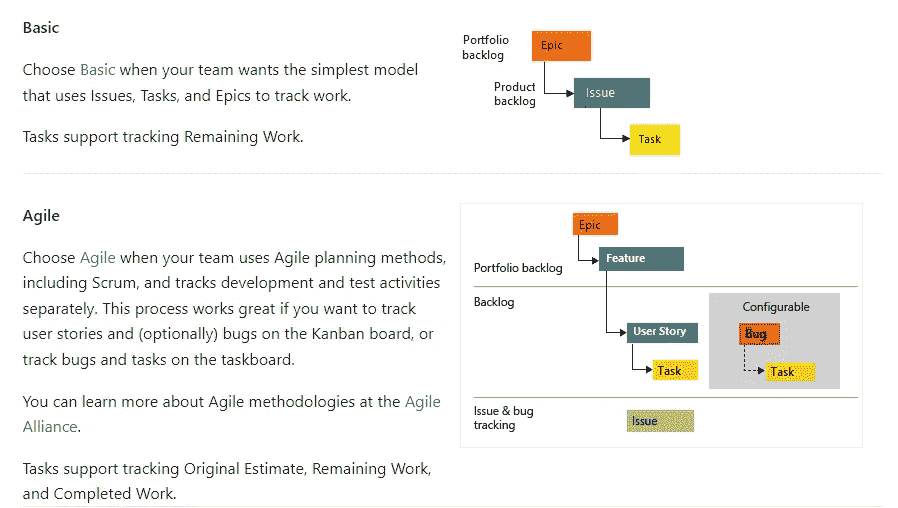 Basic
Choose Basic when your team wants the simplest model
that uses Issues, Tasks, and Epics to track work.
Tasks support tracking Remaining Work.
Portfolio
backlog
Epic
Product
backlog
Issue
Task
Agile
Choose Agile when your team uses Agile planning methods,
including Scrum, and tracks development and test activities
separately. This process works great if you want to track
user stories and (optionally) bugs on the Kanban board, or
track bugs and tasks on the taskboard.
You can learn more about Agile methodologies at the Agile
Alliance.
Tasks support tracking Original Estimate, Remaining Work,
and Completed Work.
Epic
Feature
Portfolio backlog
Backlog
Configurable
User Story
Bug
Task
Task
Issue & bug
tracking
Issue